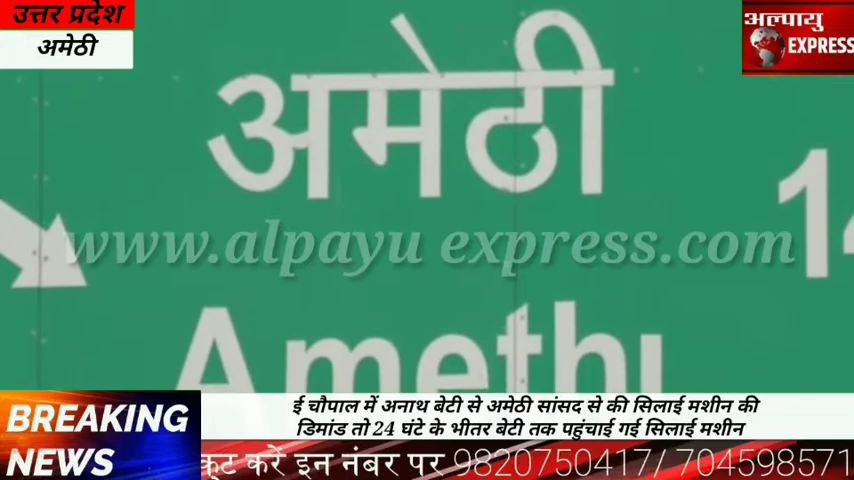 उत्तर प्रदेश
अमेठी
अल्पायु
EXPRESS
अमेठी
14
www.alpayu express.com
Amethi
BREAKING
NEWS
ई चौपाल में अनाथ बेटी से अमेठी सांसद से की सिलाई मशीन की
डिमांड तो 24 घंटे के भीतर बेटी तक पहुंचाई गई सिलाई मशीन
करें इन नंबर पर 9820750417/ 704598571